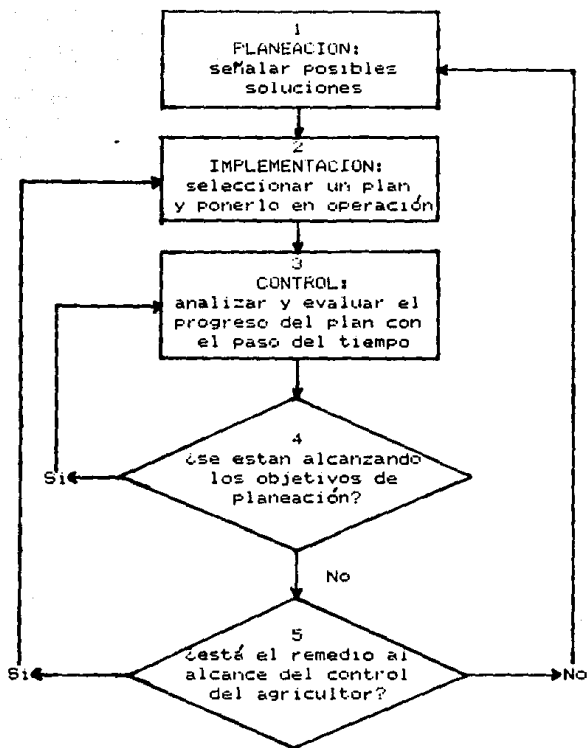 1
PLANEACION:
seMalar posibles
soluciones
2
IMPLEMENTACION:
seleccionar un plan
y ponerlo en operación
3
CONTROL:
analizar y evaluar el
progreso del plan con
el paso del tiempo
4
¿se estan alcanzando
los objetivos de
planeación?
Si
No
5
¿está el remedio al
alcance del control
del agricultor?
Si
No